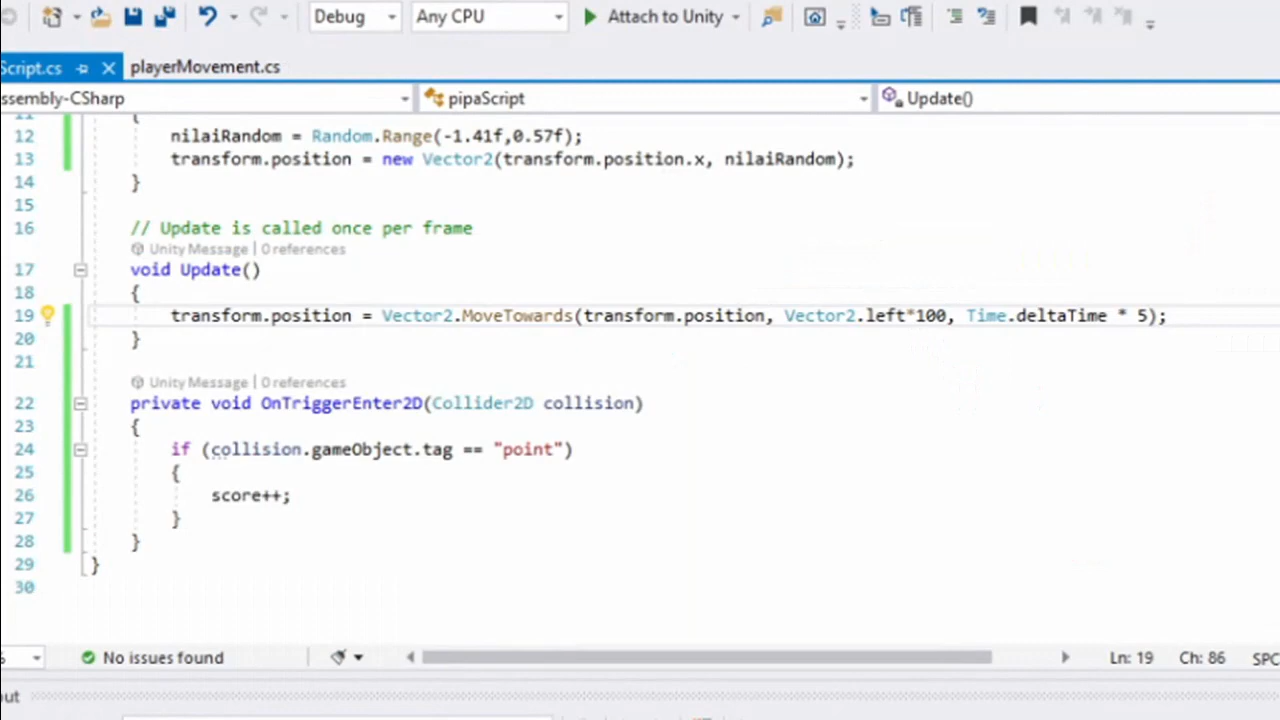 Debug Any CPU Attach to Unity
Script.cs playerMovement.cs
ssembly-CSharp pipaScript Update()
11 {
12 nilaiRandom = Random.Range(-1.41f,0.57f);
13 transform.position = new Vector2(transform.position.x, nilaiRandom);
14 }
15
16 // Update is called once per frame
Unity Message | 0 references
17 void Update()
18 {
19 transform.position = Vector2.MoveTowards(transform.position, Vector2.left*100, Time.deltaTime * 5);
20 }
21
Unity Message | 0 references
22 private void OnTriggerEnter2D(Collider2D collision)
23 {
24 if (collision.gameObject.tag == "point")
25 {
26 score++;
27 }
28 }
29 }
30
% No issues found Ln: 19 Ch: 86 SPC
ut